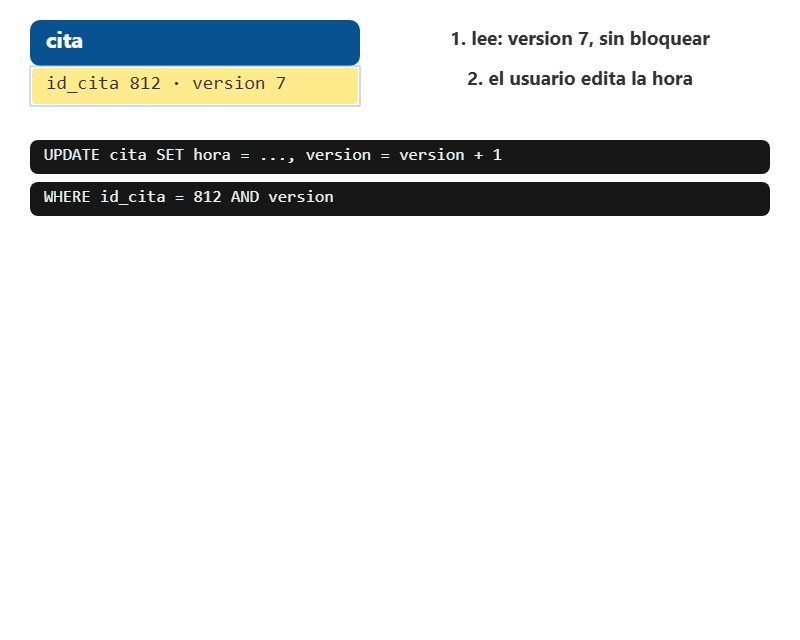 cita
id_cita 812 · version 7
1. lee: version 7, sin bloquear
2. el usuario edita la hora
UPDATE cita SET hora = ..., version = version + 1
WHERE id_cita = 812 AND version